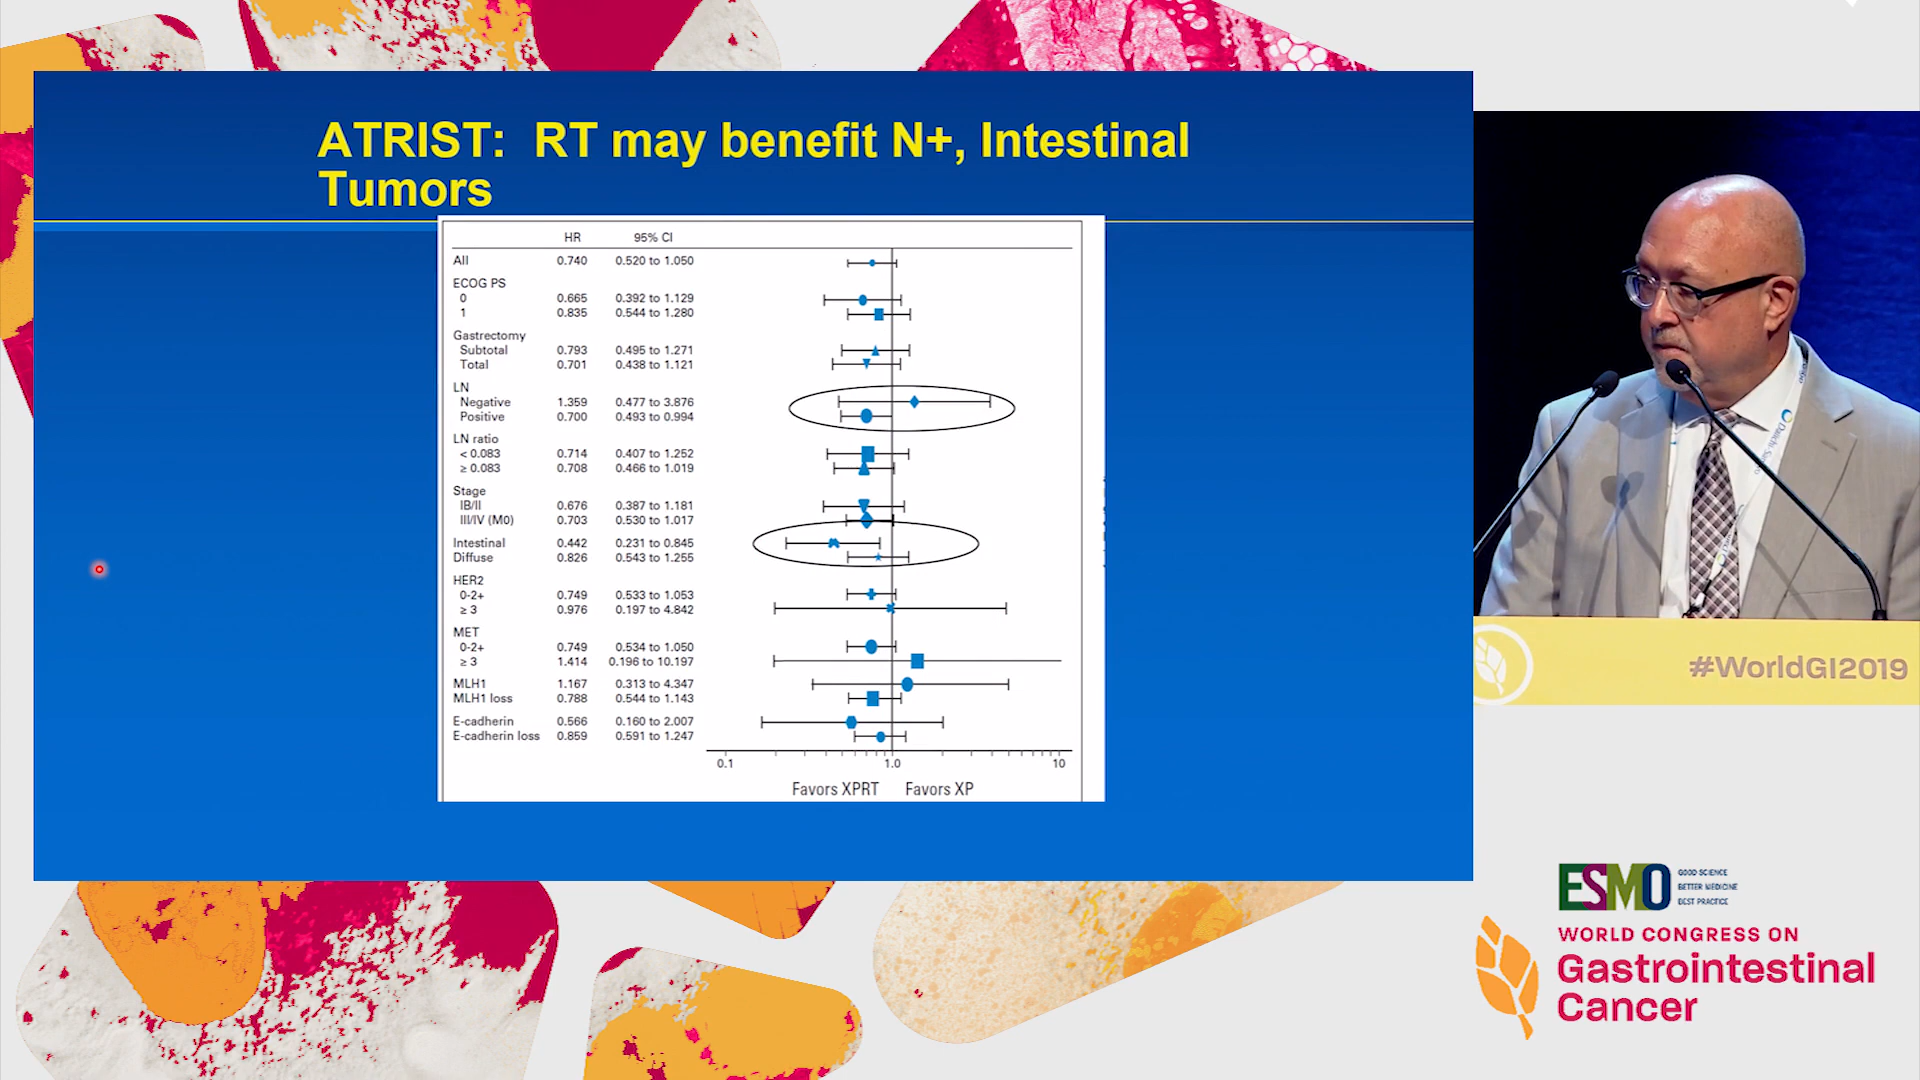 ATRIST: RT may benefit N+, Intestinal
Tumors
HR 95% CI
All 0.740 0.520 to 1.050
ECOG PS
0 0.665 0.392 to 1.129
1 0.835 0.544 to 1.280
Gastrectomy
Subtotal 0.793 0.495 to 1.271
Total 0.701 0.438 to 1.121
LN
Negative 1.359 0.477 to 3.876
Positive 0.700 0.493 to 0.994
LN ratio
< 0.083 0.714 0.407 to 1.252
≥ 0.083 0.708 0.466 to 1.019
Stage
IB/II 0.676 0.387 to 1.181
III/IV (M0) 0.703 0.530 to 1.017
Intestinal 0.442 0.231 to 0.845
Diffuse 0.826 0.543 to 1.255
HER2
0-2+ 0.749 0.533 to 1.053
≥ 3 0.976 0.197 to 4.842
MET
0-2+ 0.749 0.534 to 1.050
≥ 3 1.414 0.196 to 10.197
MLH1 1.167 0.313 to 4.347
MLH1 loss 0.788 0.544 to 1.143
E-cadherin 0.566 0.160 to 2.007
E-cadherin loss 0.859 0.591 to 1.247
0.1 1.0 10
Favors XPRT Favors XP
Daiichi-Sankyo
#WorldGI2019
ESMO
GOOD SCIENCE
BETTER MEDICINE
BEST PRACTICE
WORLD CONGRESS ON
Gastrointestinal
Cancer